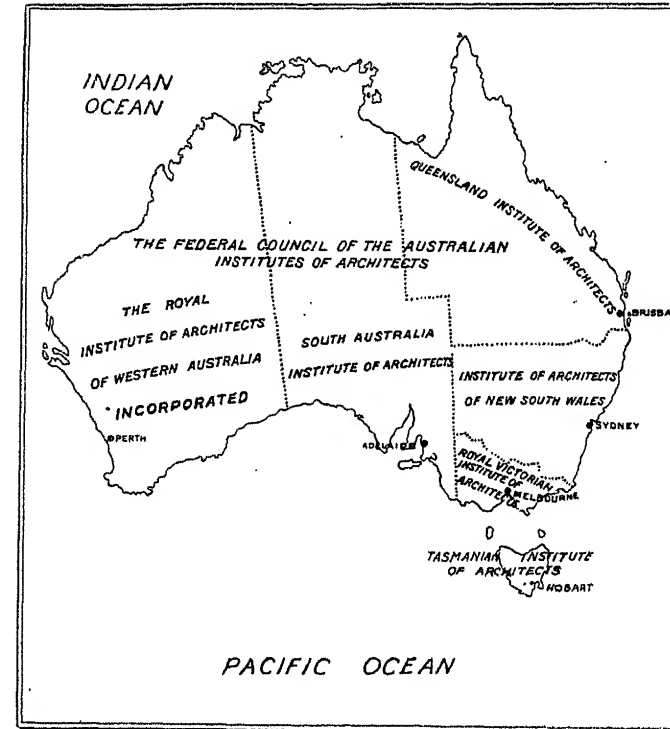 INDIAN
OCEAN
QUEENSLAND INSTITUTE OF ARCHITECTS
THE FEDERAL COUNCIL OF THE AUSTRALIAN
INSTITUTES OF ARCHITECTS
THE ROYAL
INSTITUTE OF ARCHITECTS
OF WESTERN AUSTRALIA
INCORPORATED
PERTH
SOUTH AUSTRALIA
INSTITUTE OF ARCHITECTS
ADELAIDE
BRISBA
INSTITUTE OF ARCHITECTS
OF NEW SOUTH WALES
SYDNEY
ROYAL VICTORIAN
INSTITUTE OF
ARCHITECTS
MELBOURNE
TASMANIAN INSTITUTE
OF ARCHITECTS
HOBART
PACIFIC OCEAN